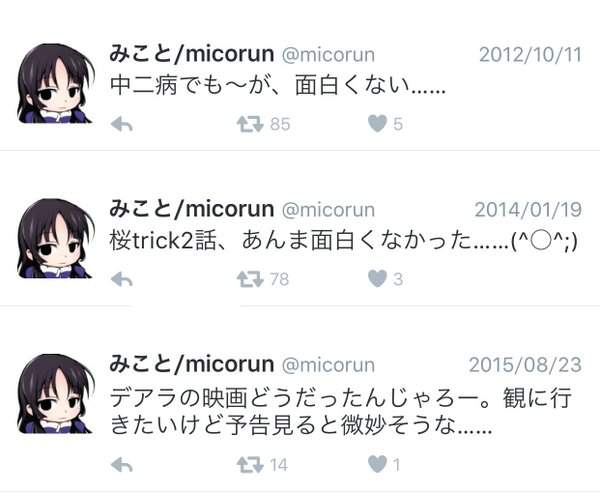 みこと/micorun @micorun 2012/10/11
中二病でも〜が、面白くない……
85 5
みこと/micorun @micorun 2014/01/19
桜trick2話、あんま面白くなかった……(^○^;)
78 3
みこと/micorun @micorun 2015/08/23
デアラの映画どうだったんじゃろー。観に行
きたいけど予告見ると微妙そうな……
14 1